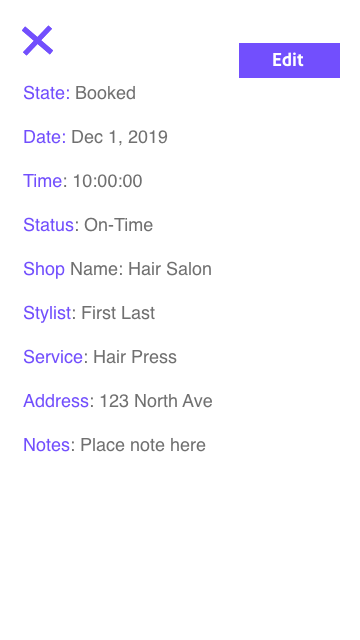 Edit
State: Booked
Date: Dec 1, 2019
Time: 10:00:00
Status: On-Time
Shop Name: Hair Salon
Stylist: First Last
Service: Hair Press
Address: 123 North Ave
Notes: Place note here